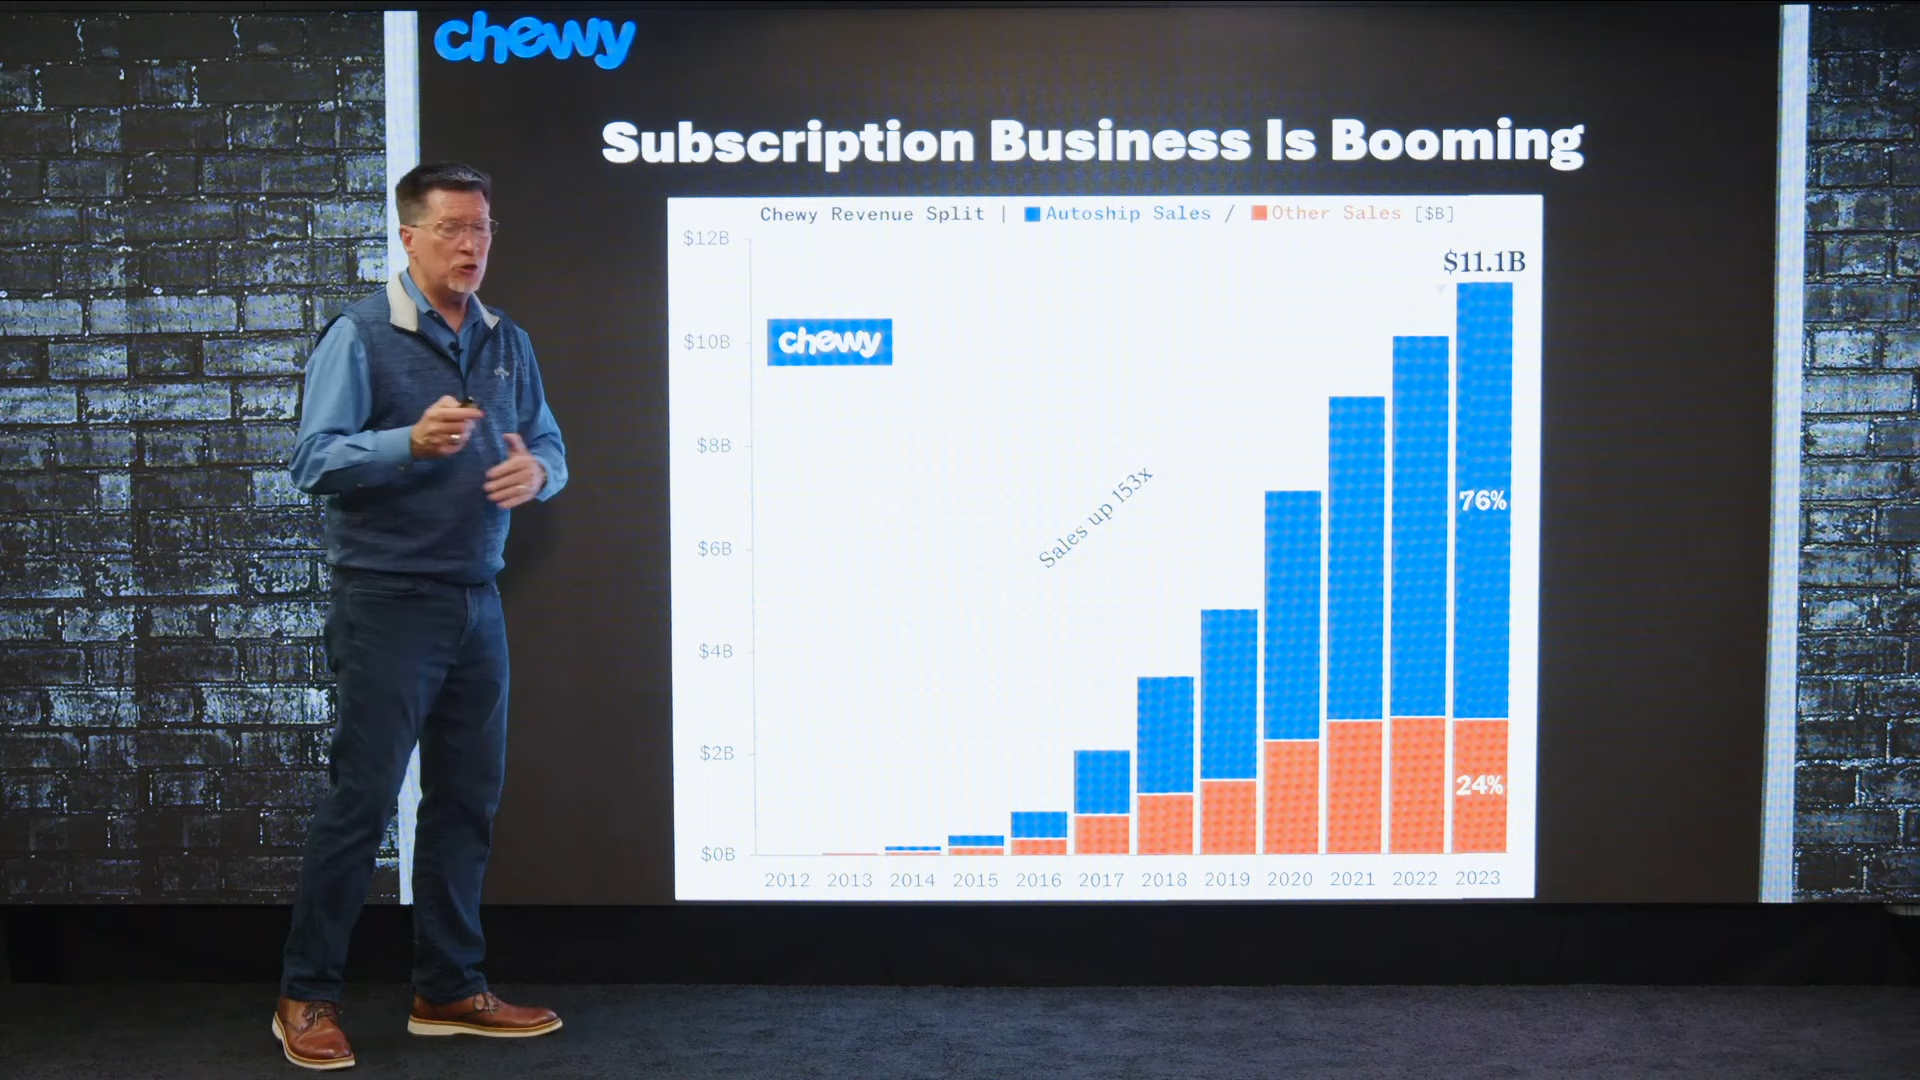 chewy
Subscription Business Is Booming
Chewy Revenue Split | Autoship Sales / Other Sales [$B]
$12B
$11.1B
$10B
chewy
$8B
Sales up 153x
76%
$6B
$4B
$2B
24%
$0B
2012 2013 2014 2015 2016 2017 2018 2019 2020 2021 2022 2023